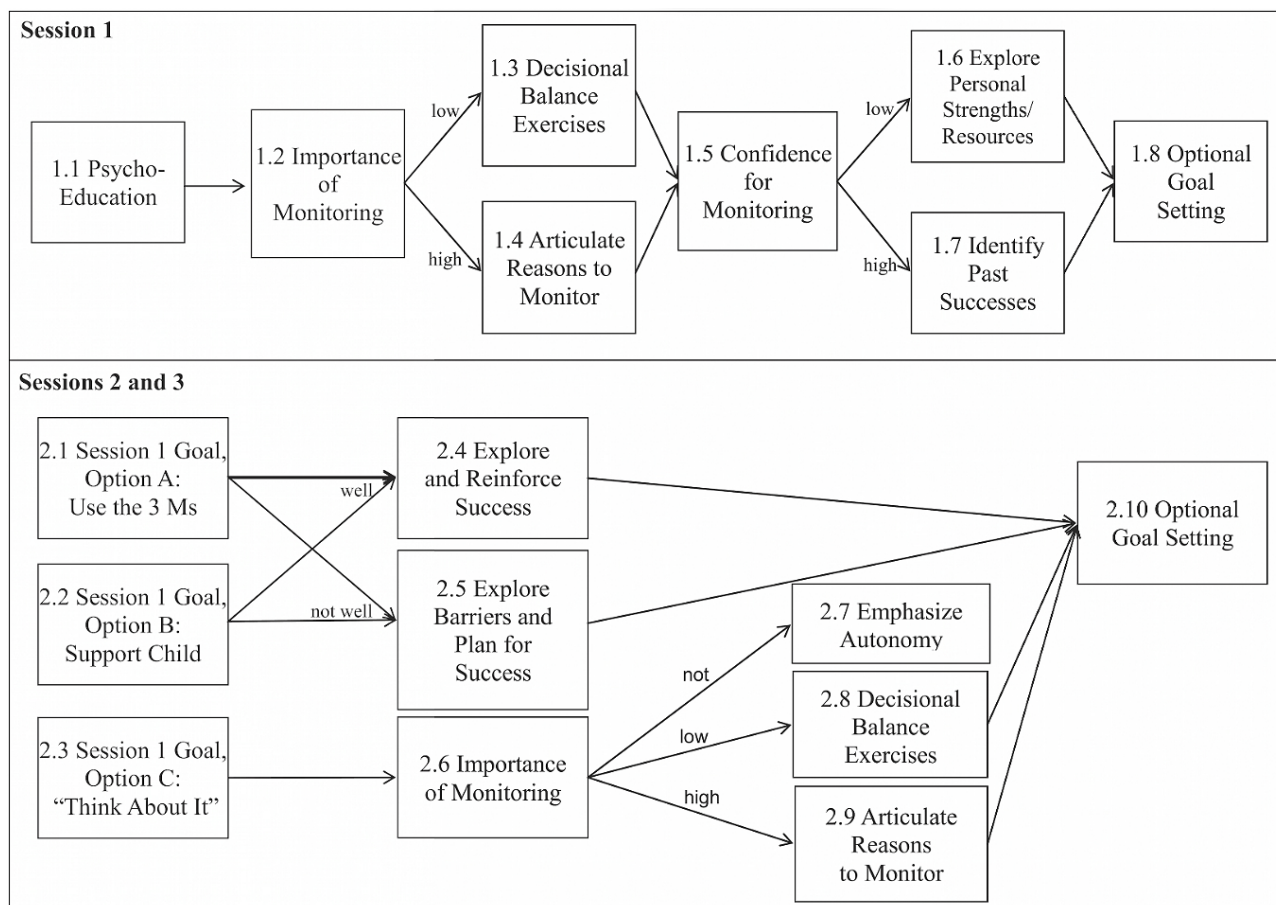 Session 1
1.1 Psycho-
Education
1.2 Importance
of
Monitoring
low
high
1.3 Decisional
Balance
Exercises
1.4 Articulate
Reasons to
Monitor
1.5 Confidence
for
Monitoring
low
high
1.6 Explore
Personal
Strengths/
Resources
1.7 Identify
Past
Successes
1.8 Optional
Goal
Setting
Sessions 2 and 3
2.1 Session 1 Goal,
Option A:
Use the 3 Ms
2.2 Session 1 Goal,
Option B:
Support Child
2.3 Session 1 Goal,
Option C:
“Think About It”
well
not well
2.4 Explore
and Reinforce
Success
2.5 Explore
Barriers and
Plan for
Success
2.6 Importance
of Monitoring
not
low
high
2.7 Emphasize
Autonomy
2.8 Decisional
Balance
Exercises
2.9 Articulate
Reasons
to Monitor
2.10 Optional
Goal Setting